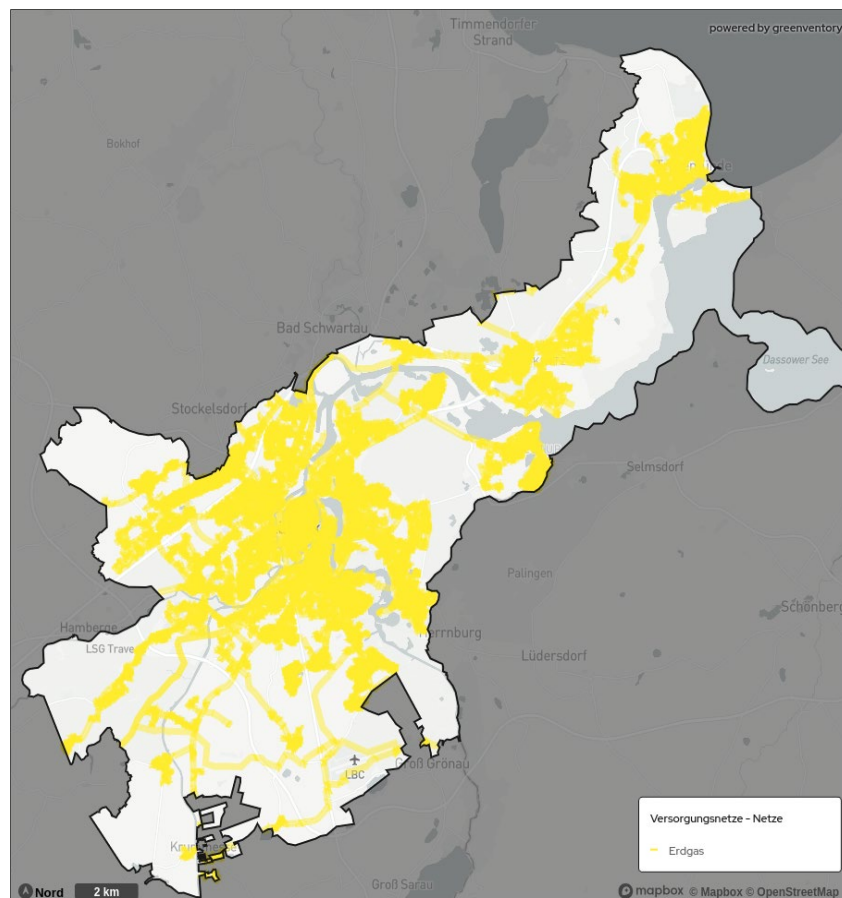 Timmendorfer
Strand
powered by greenventory
Bokhof
Bad Schwartau
Dassower See
Stockelsdorf
Selmsdorf
Palingen
Schönberg
Hamberge
Herrnburg
LSG Trave
Lüdersdorf
LBC
Groß Grönau
Versorgungsnetze - Netze
Erdgas
Groß Sarau
Nord
2 km
mapbox © Mapbox © OpenStreetMap